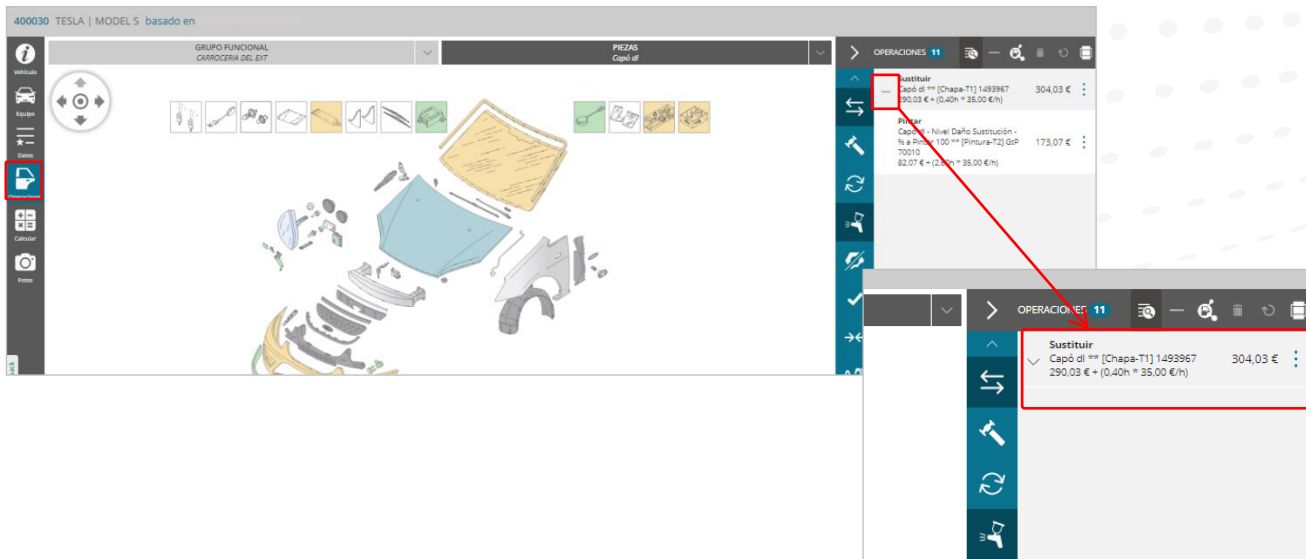 400030 TESLA | MODEL S basado en
Vehículo
Equipo
Datos
Operaciones
Calcular
Fotos
GRUPO FUNCIONAL
CARROCERIA DEL EXT
PIEZAS
Capó dl
OPERACIONES 11
Sustituir
Capó dl ** [Chapa-T1] 1493967
290,03 € + (0,40h * 35,00 €/h)
304,03 €
Pintar
Capó dl - Nivel Daño Sustitución -
% a Pintar 100 ** [Pintura-T2] GtP
70010
82,07 € + (2,60h * 35,00 €/h)
173,07 €
OPERACIONES 11
Sustituir
Capó dl ** [Chapa-T1] 1493967
290,03 € + (0,40h * 35,00 €/h)
304,03 €